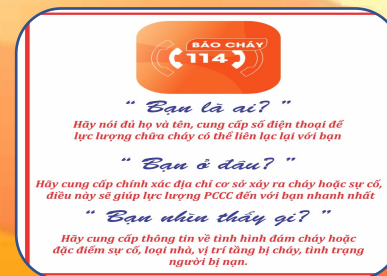 BÁO CHÁY
114
“ Bạn là ai? ”
Hãy nói đủ họ và tên, cung cấp số điện thoại để
lực lượng chữa cháy có thể liên lạc lại với bạn
“ Bạn ở đâu? ”
Hãy cung cấp chính xác địa chỉ cơ sở xảy ra cháy hoặc sự cố,
điều này sẽ giúp lực lượng PCCC đến với bạn nhanh nhất
“ Bạn nhìn thấy gì? ”
Hãy cung cấp thông tin về tình hình đám cháy hoặc
đặc điểm sự cố, loại nhà, vị trí tầng bị cháy, tình trạng
người bị nạn.